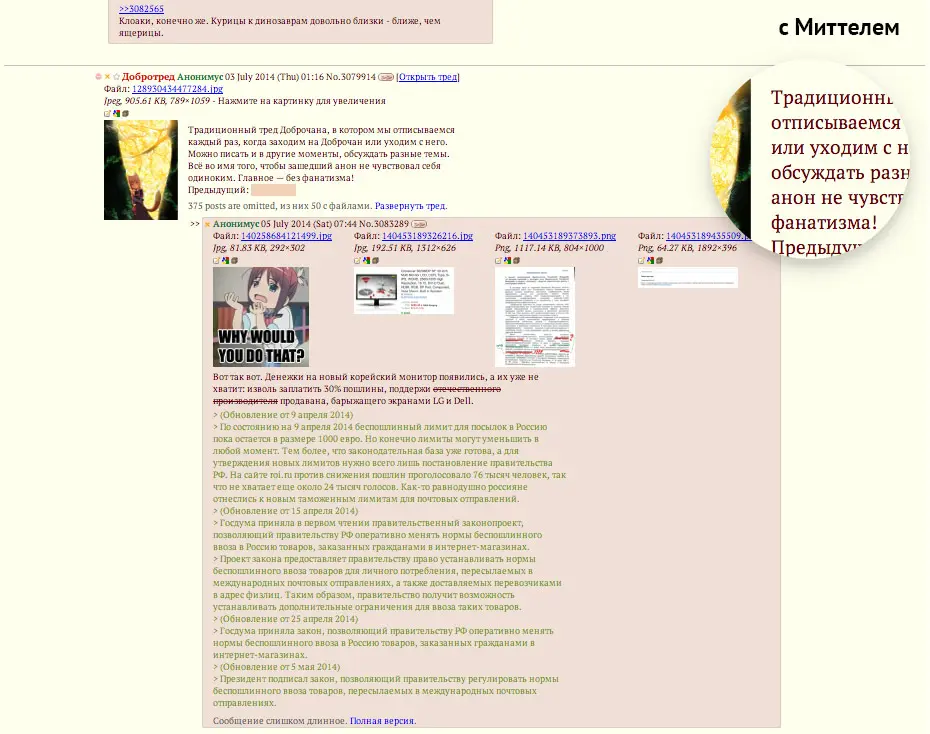 >>3082565
Клоаки, конечно же. Курицы к динозаврам довольно близки - ближе, чем
ящерицы.
с Миттелем
Добротред Анонимус 03 July 2014 (Thu) 01:16 No.3079914 [Открыть тред]
Файл: 128930434477284.jpg
Jpeg, 905.61 KB, 789×1059 - Нажмите на картинку для увеличения
Традиционный тред Доброчана, в котором мы отписываемся
каждый раз, когда заходим на Доброчан или уходим с него.
Можно писать и в другие моменты, обсуждать разные темы.
Всё во имя того, чтобы зашедший анон не чувствовал себя
одиноким. Главное — без фанатизма!
Предыдущий:
375 posts are omitted, из них 50 с файлами. Развернуть тред.
Традиционн
отписываемся
или уходим с н
обсуждать разн
анон не чувст
фанатизма!
Предыдущ
>> Анонимус 05 July 2014 (Sat) 07:44 No.3083289
Файл: 140258684121499.jpg
Jpg, 81.83 KB, 292×302
Файл: 140453189326216.jpg
Jpg, 192.51 KB, 1312×626
Файл: 140453189373893.png
Png, 1117.14 KB, 804×1000
Файл: 140453189435509.
Png, 64.27 KB, 1892×396
WHY WOULD
YOU DO THAT?
Вот так вот. Денежки на новый корейский монитор появились, а их уже не
хватит: изволь заплатить 30% пошлины, поддержи отечественного
производителя продавана, барыжащего экранами LG и Dell.
> (Обновление от 9 апреля 2014)
> По состоянию на 9 апреля 2014 беспошлинный лимит для посылок в Россию
пока остается в размере 1000 евро. Но конечно лимиты могут уменьшить в
любой момент. Тем более, что законодательная база уже готова, а для
утверждения новых лимитов нужно всего лишь постановление правительства
РФ. На сайте roi.ru против снижения пошлин проголосовало 76 тысяч человек, так
что не хватает еще около 24 тысяч голосов. Как-то равнодушно россияне
отнеслись к новым таможенным лимитам для почтовых отправлений.
> (Обновление от 15 апреля 2014)
> Госдума приняла в первом чтении правительственный законопроект,
позволяющий правительству РФ оперативно менять нормы беспошлинного
ввоза в Россию товаров, заказанных гражданами в интернет-магазинах.
> Проект закона предоставляет правительству право устанавливать нормы
беспошлинного ввоза товаров для личного потребления, пересылаемых в
международных почтовых отправлениях, а также доставляемых перевозчиками
в адрес физлиц. Таким образом, правительство получит возможность
устанавливать дополнительные ограничения для ввоза таких товаров.
> (Обновление от 25 апреля 2014)
> Госдума приняла закон, позволяющий правительству РФ оперативно менять
нормы беспошлинного ввоза в Россию товаров, заказанных гражданами в
интернет-магазинах.
> (Обновление от 5 мая 2014)
> Президент подписал закон, позволяющий правительству регулировать нормы
беспошлинного ввоза товаров, пересылаемых в международных почтовых
отправлениях.
Сообщение слишком длинное. Полная версия.